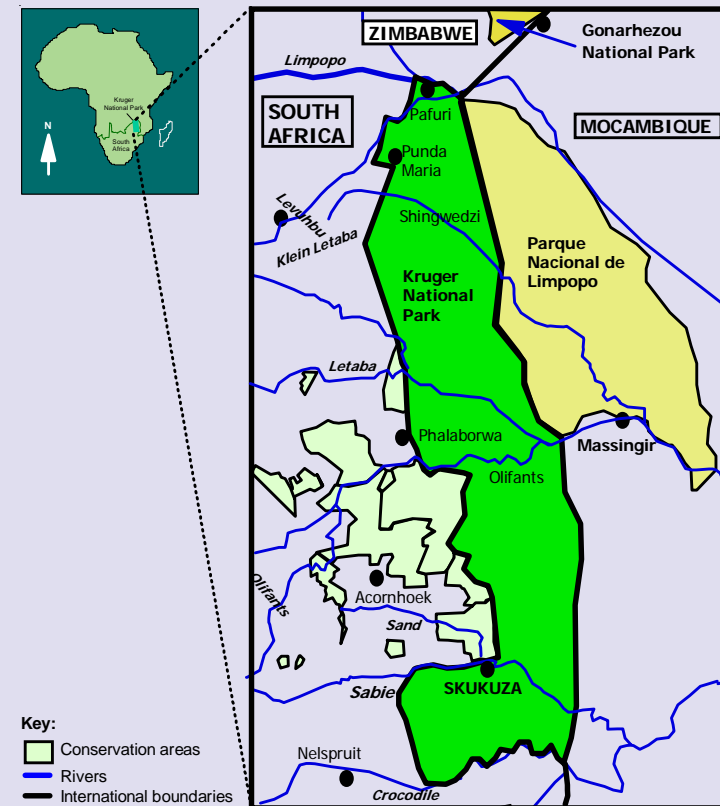 Kruger
National Park
South
Africa
N
ZIMBABWE
Gonarhezou
National Park
Limpopo
SOUTH
AFRICA
MOCAMBIQUE
Pafuri
Punda
Maria
Levuhbu
Klein Letaba
Shingwedzi
Parque
Nacional de
Limpopo
Kruger
National
Park
Letaba
Phalaborwa
Massingir
Olifants
Olifants
Acornhoek
Sand
Sabie
SKUKUZA
Nelspruit
Crocodile
Key:
Conservation areas
Rivers
International boundaries